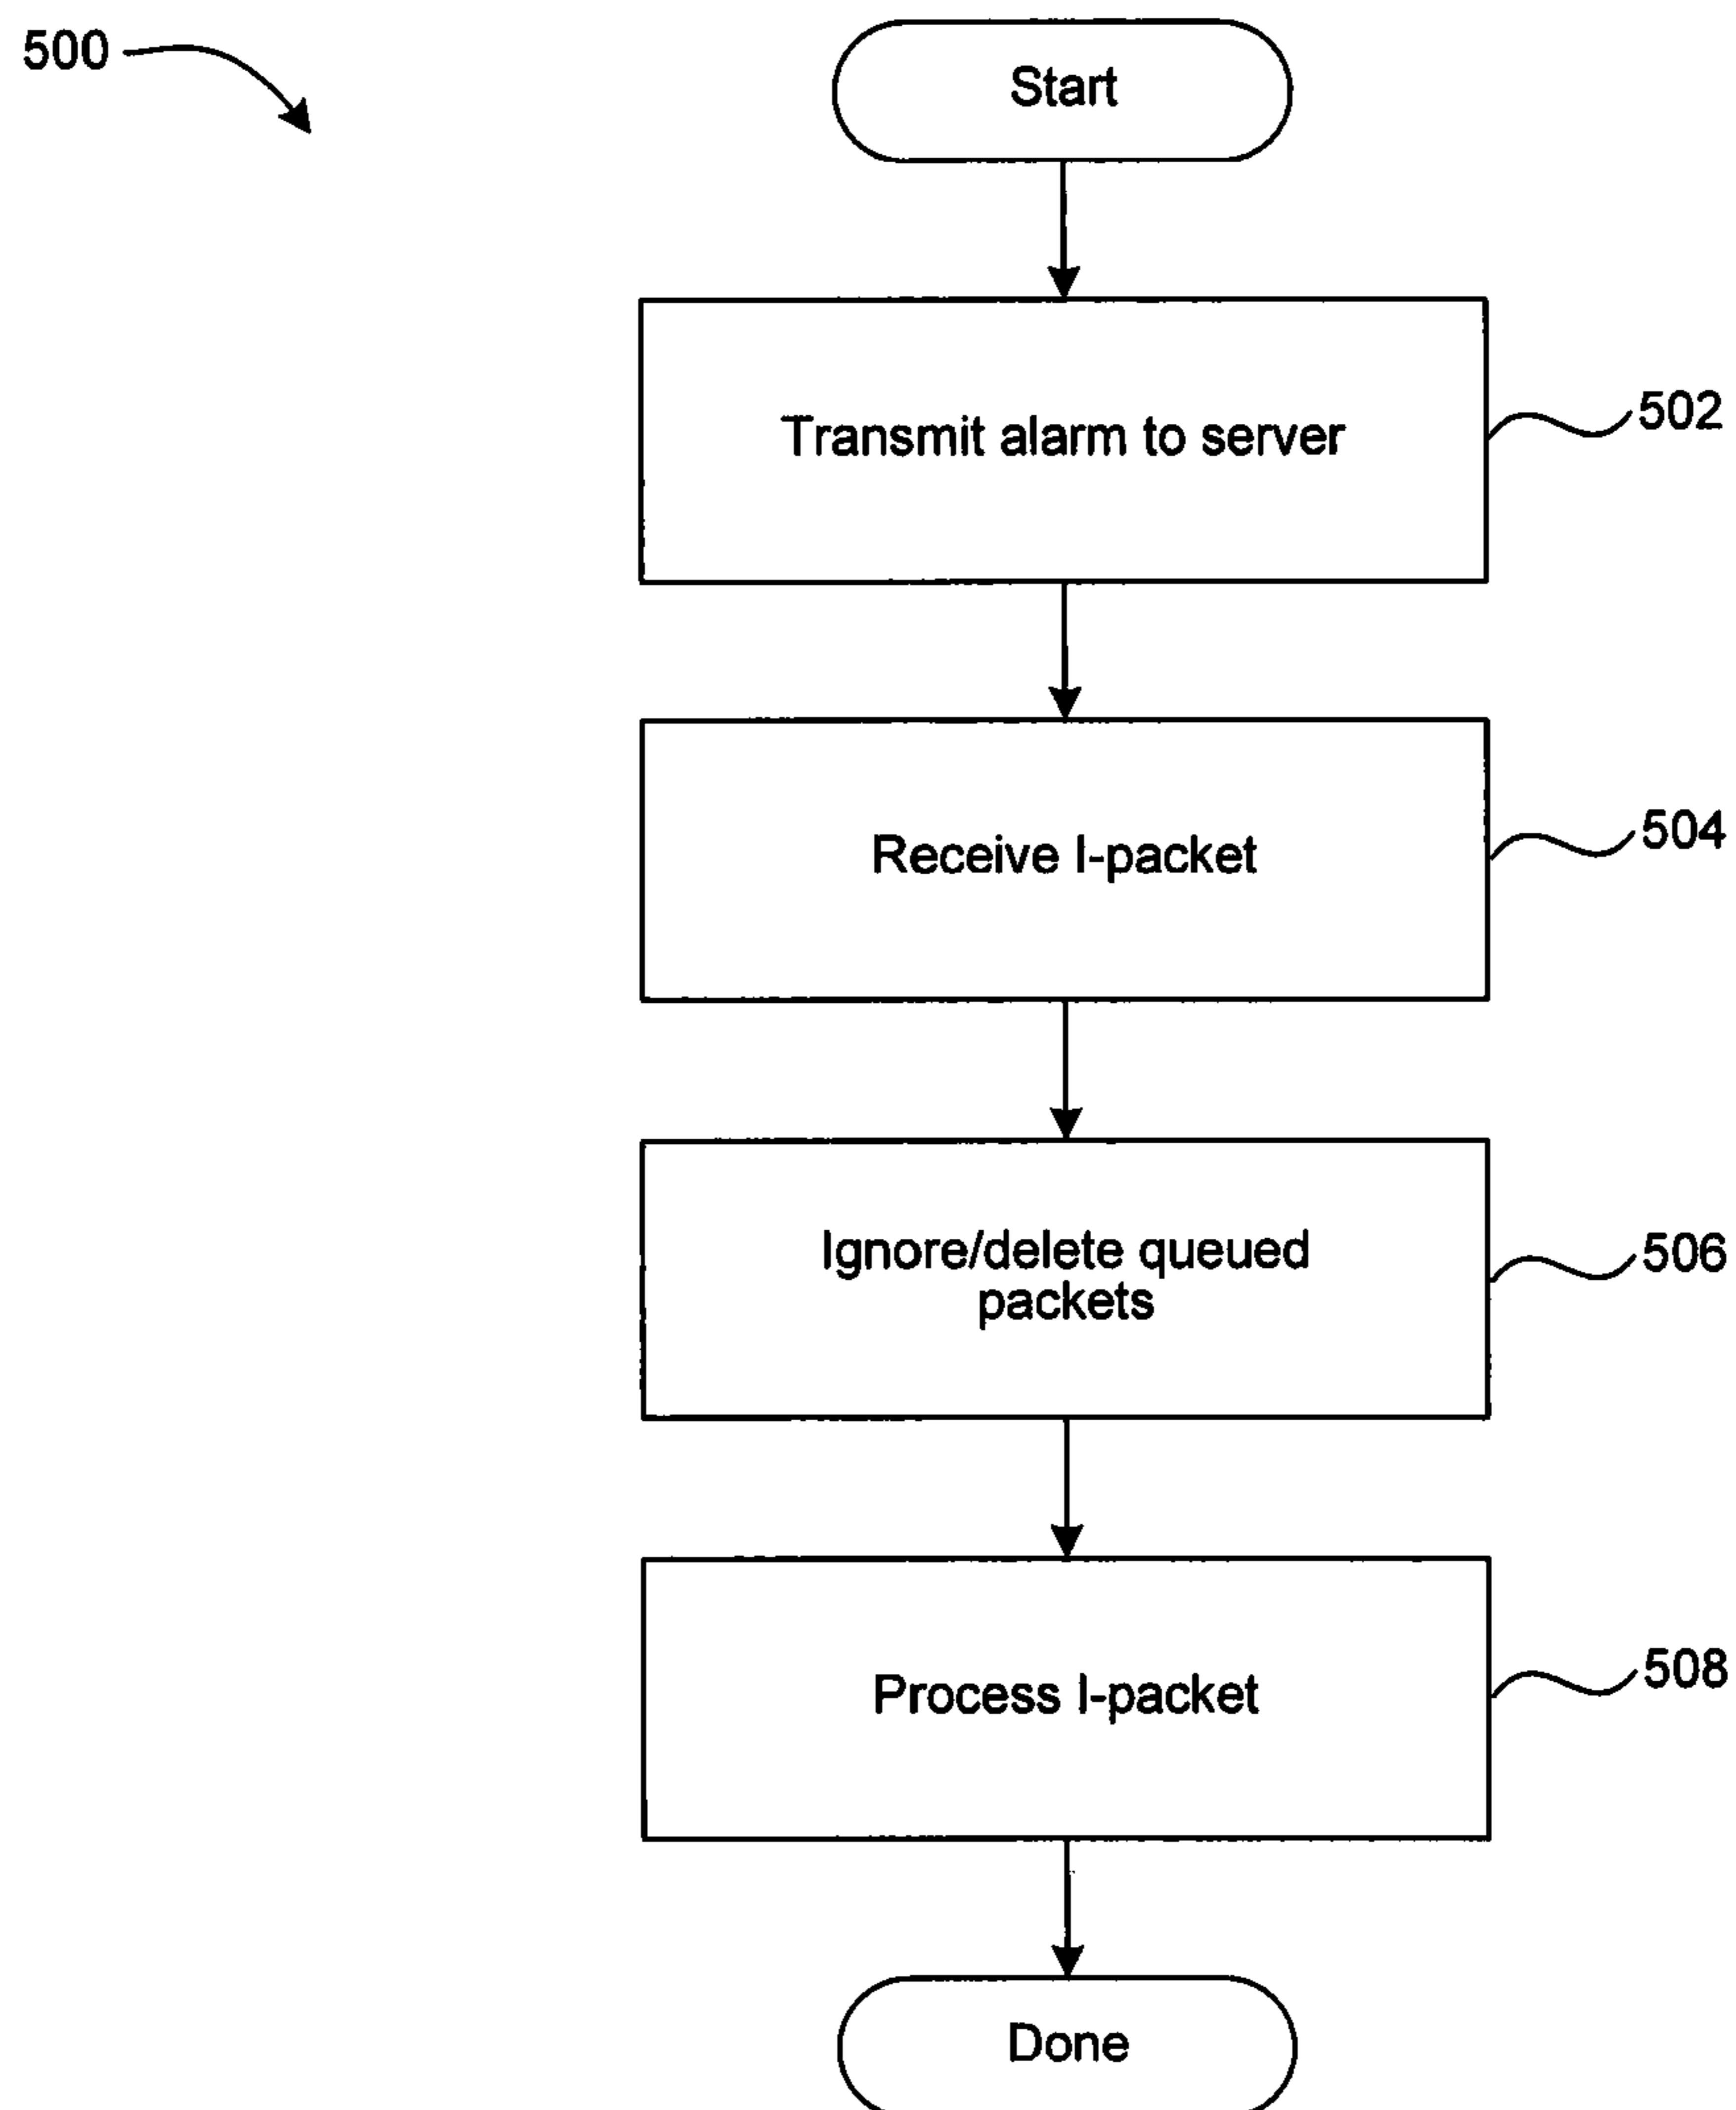 500
Start
Transmit alarm to server
502
Receive I-packet
504
Ignore/delete queued
packets
506
Process I-packet
508
Done